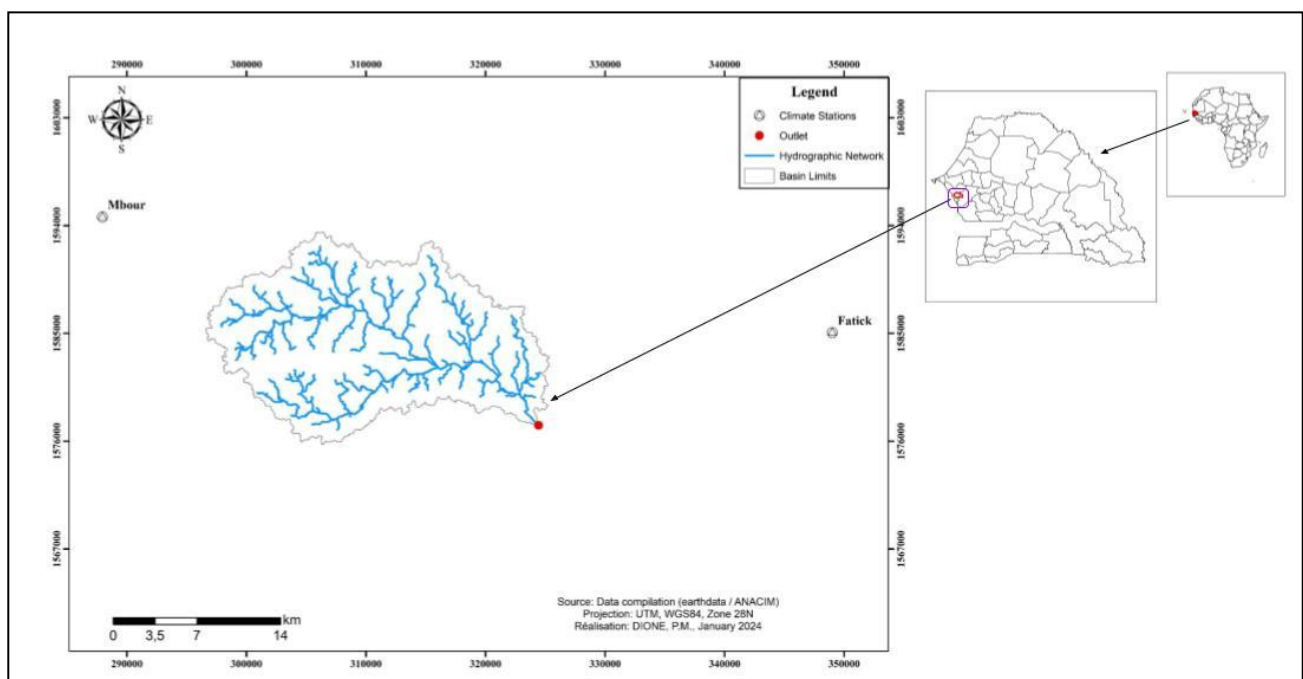 290000 300000 310000 320000 330000 340000 350000
Legend
Climate Stations
Outlet
Hydrographic Network
Basin Limits
N
W E
S
1603000 1603000
Mbour
1594000 1594000
Fatick
1585000 1585000
1576000 1576000
1567000 1567000
Source: Data compilation (earthdata / ANACIM)
Projection: UTM, WGS84, Zone 28N
Réalisation: DIONE, P.M., January 2024
km
0 3,5 7 14
290000 300000 310000 320000 330000 340000 350000